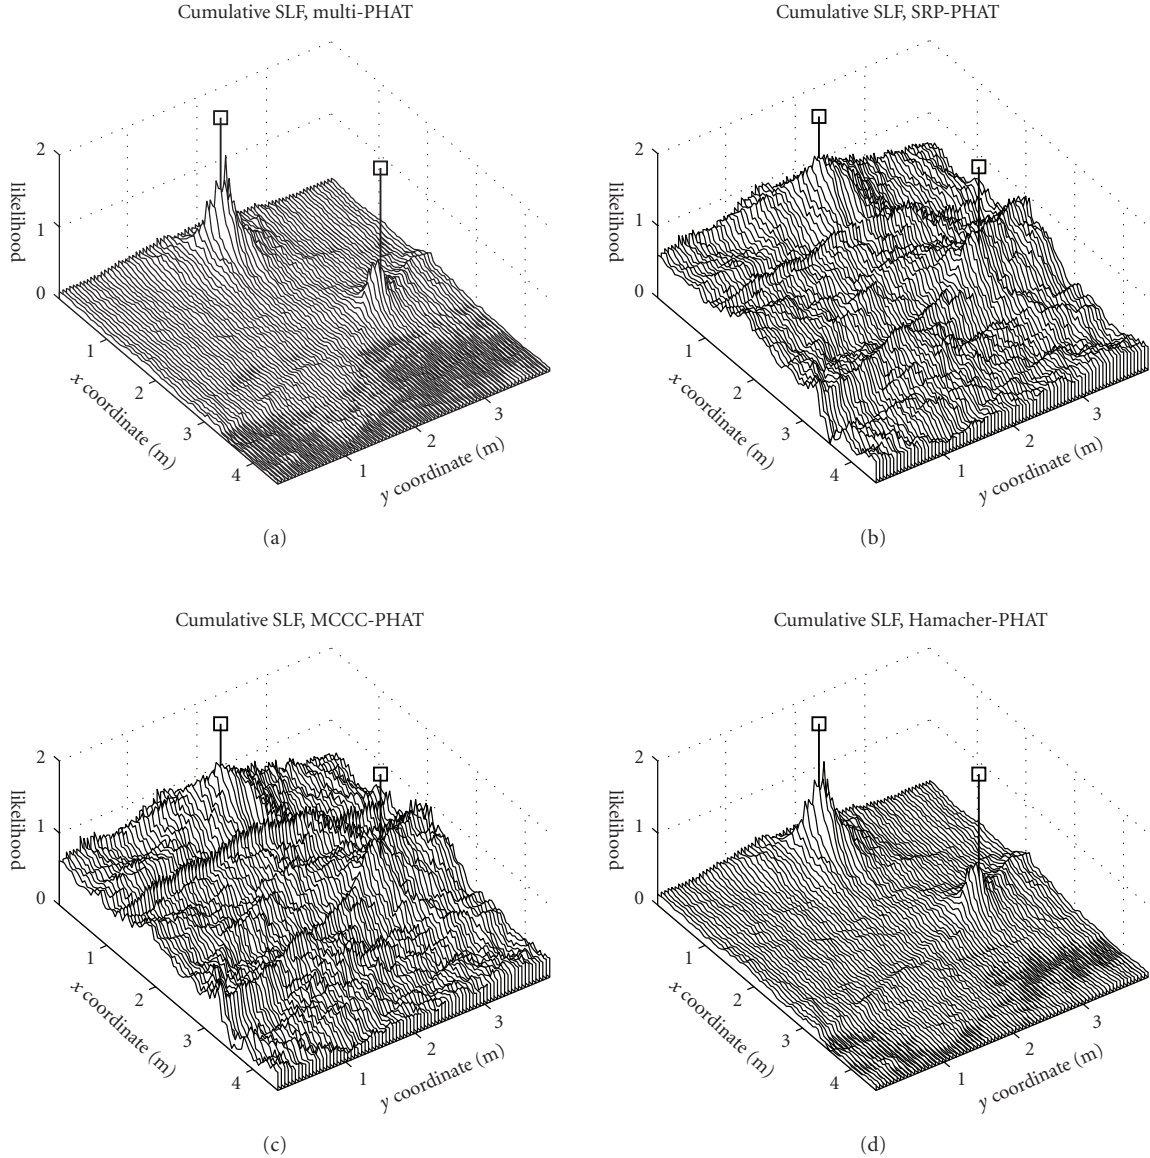 Cumulative SLF, multi-PHAT
2
1
0
likelihood
1
2
3
4
x coordinate (m)
1
2
3
y coordinate (m)
(a)
Cumulative SLF, SRP-PHAT
2
1
0
likelihood
1
2
3
4
x coordinate (m)
1
2
3
y coordinate (m)
(b)
Cumulative SLF, MCCC-PHAT
2
1
0
likelihood
1
2
3
4
x coordinate (m)
1
2
3
y coordinate (m)
(c)
Cumulative SLF, Hamacher-PHAT
2
1
0
likelihood
1
2
3
4
x coordinate (m)
1
2
3
y coordinate (m)
(d)